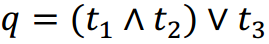 q = (t₁ ∧ t₂) ∨ t₃